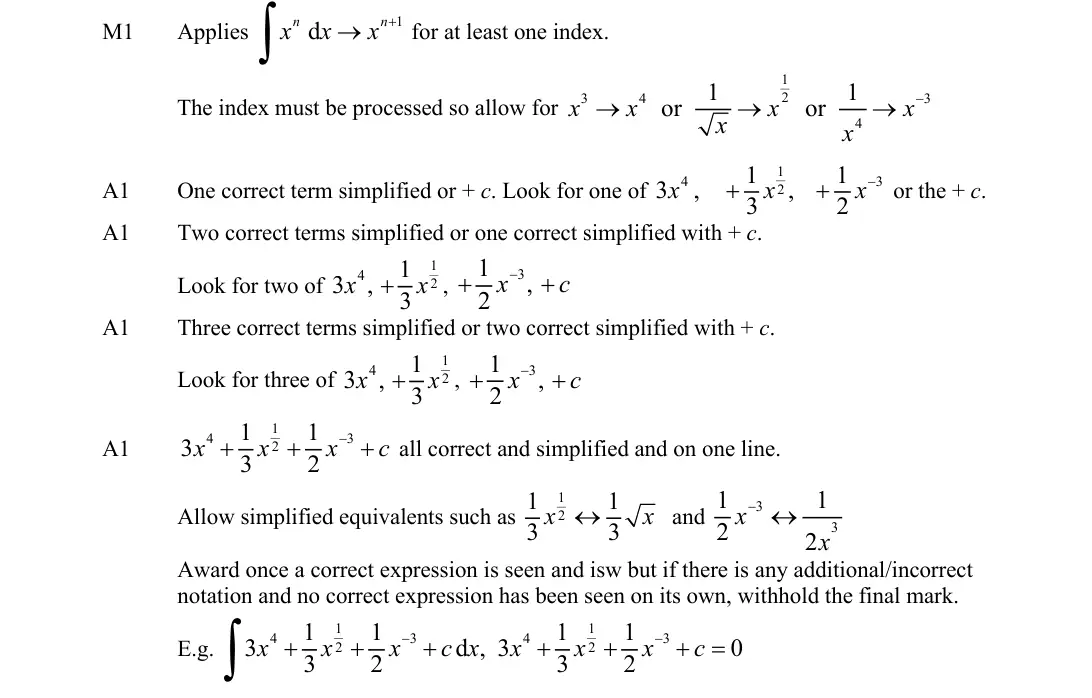 M1 Applies ∫ xⁿ dx → xⁿ⁺¹ for at least one index.
The index must be processed so allow for x³ → x⁴ or 1/√x → x^(1/2) or 1/x⁴ → x⁻³
A1 One correct term simplified or + c. Look for one of 3x⁴, +1/3 x^(1/2), +1/2 x⁻³ or the + c.
A1 Two correct terms simplified or one correct simplified with + c.
Look for two of 3x⁴, +1/3 x^(1/2), +1/2 x⁻³, +c
A1 Three correct terms simplified or two correct simplified with + c.
Look for three of 3x⁴, +1/3 x^(1/2), +1/2 x⁻³, +c
A1 3x⁴ + 1/3 x^(1/2) + 1/2 x⁻³ + c all correct and simplified and on one line.
Allow simplified equivalents such as 1/3 x^(1/2) ↔ 1/3 √x and 1/2 x⁻³ ↔ 1/(2x³)
Award once a correct expression is seen and isw but if there is any additional/incorrect
notation and no correct expression has been seen on its own, withhold the final mark.
E.g. ∫ 3x⁴ + 1/3 x^(1/2) + 1/2 x⁻³ + c dx, 3x⁴ + 1/3 x^(1/2) + 1/2 x⁻³ + c = 0